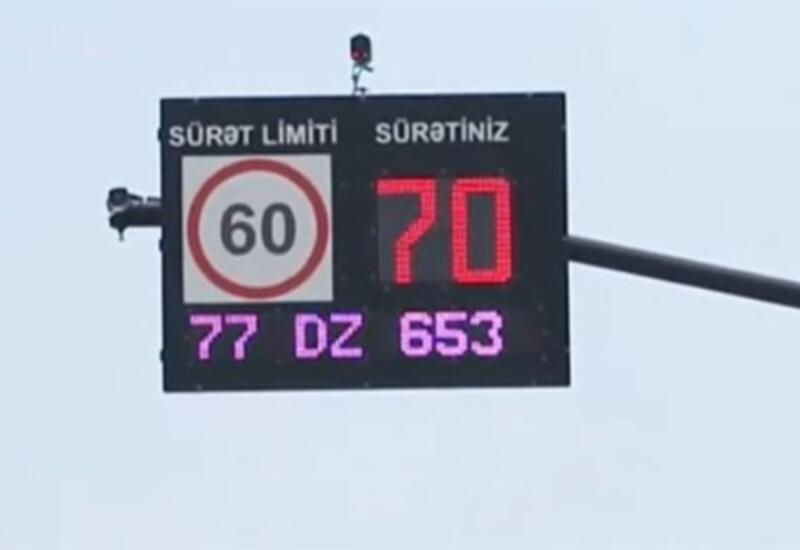 SÜRƏT LİMİTİ SÜRƏTİNİZ
60 70
77 DZ 653